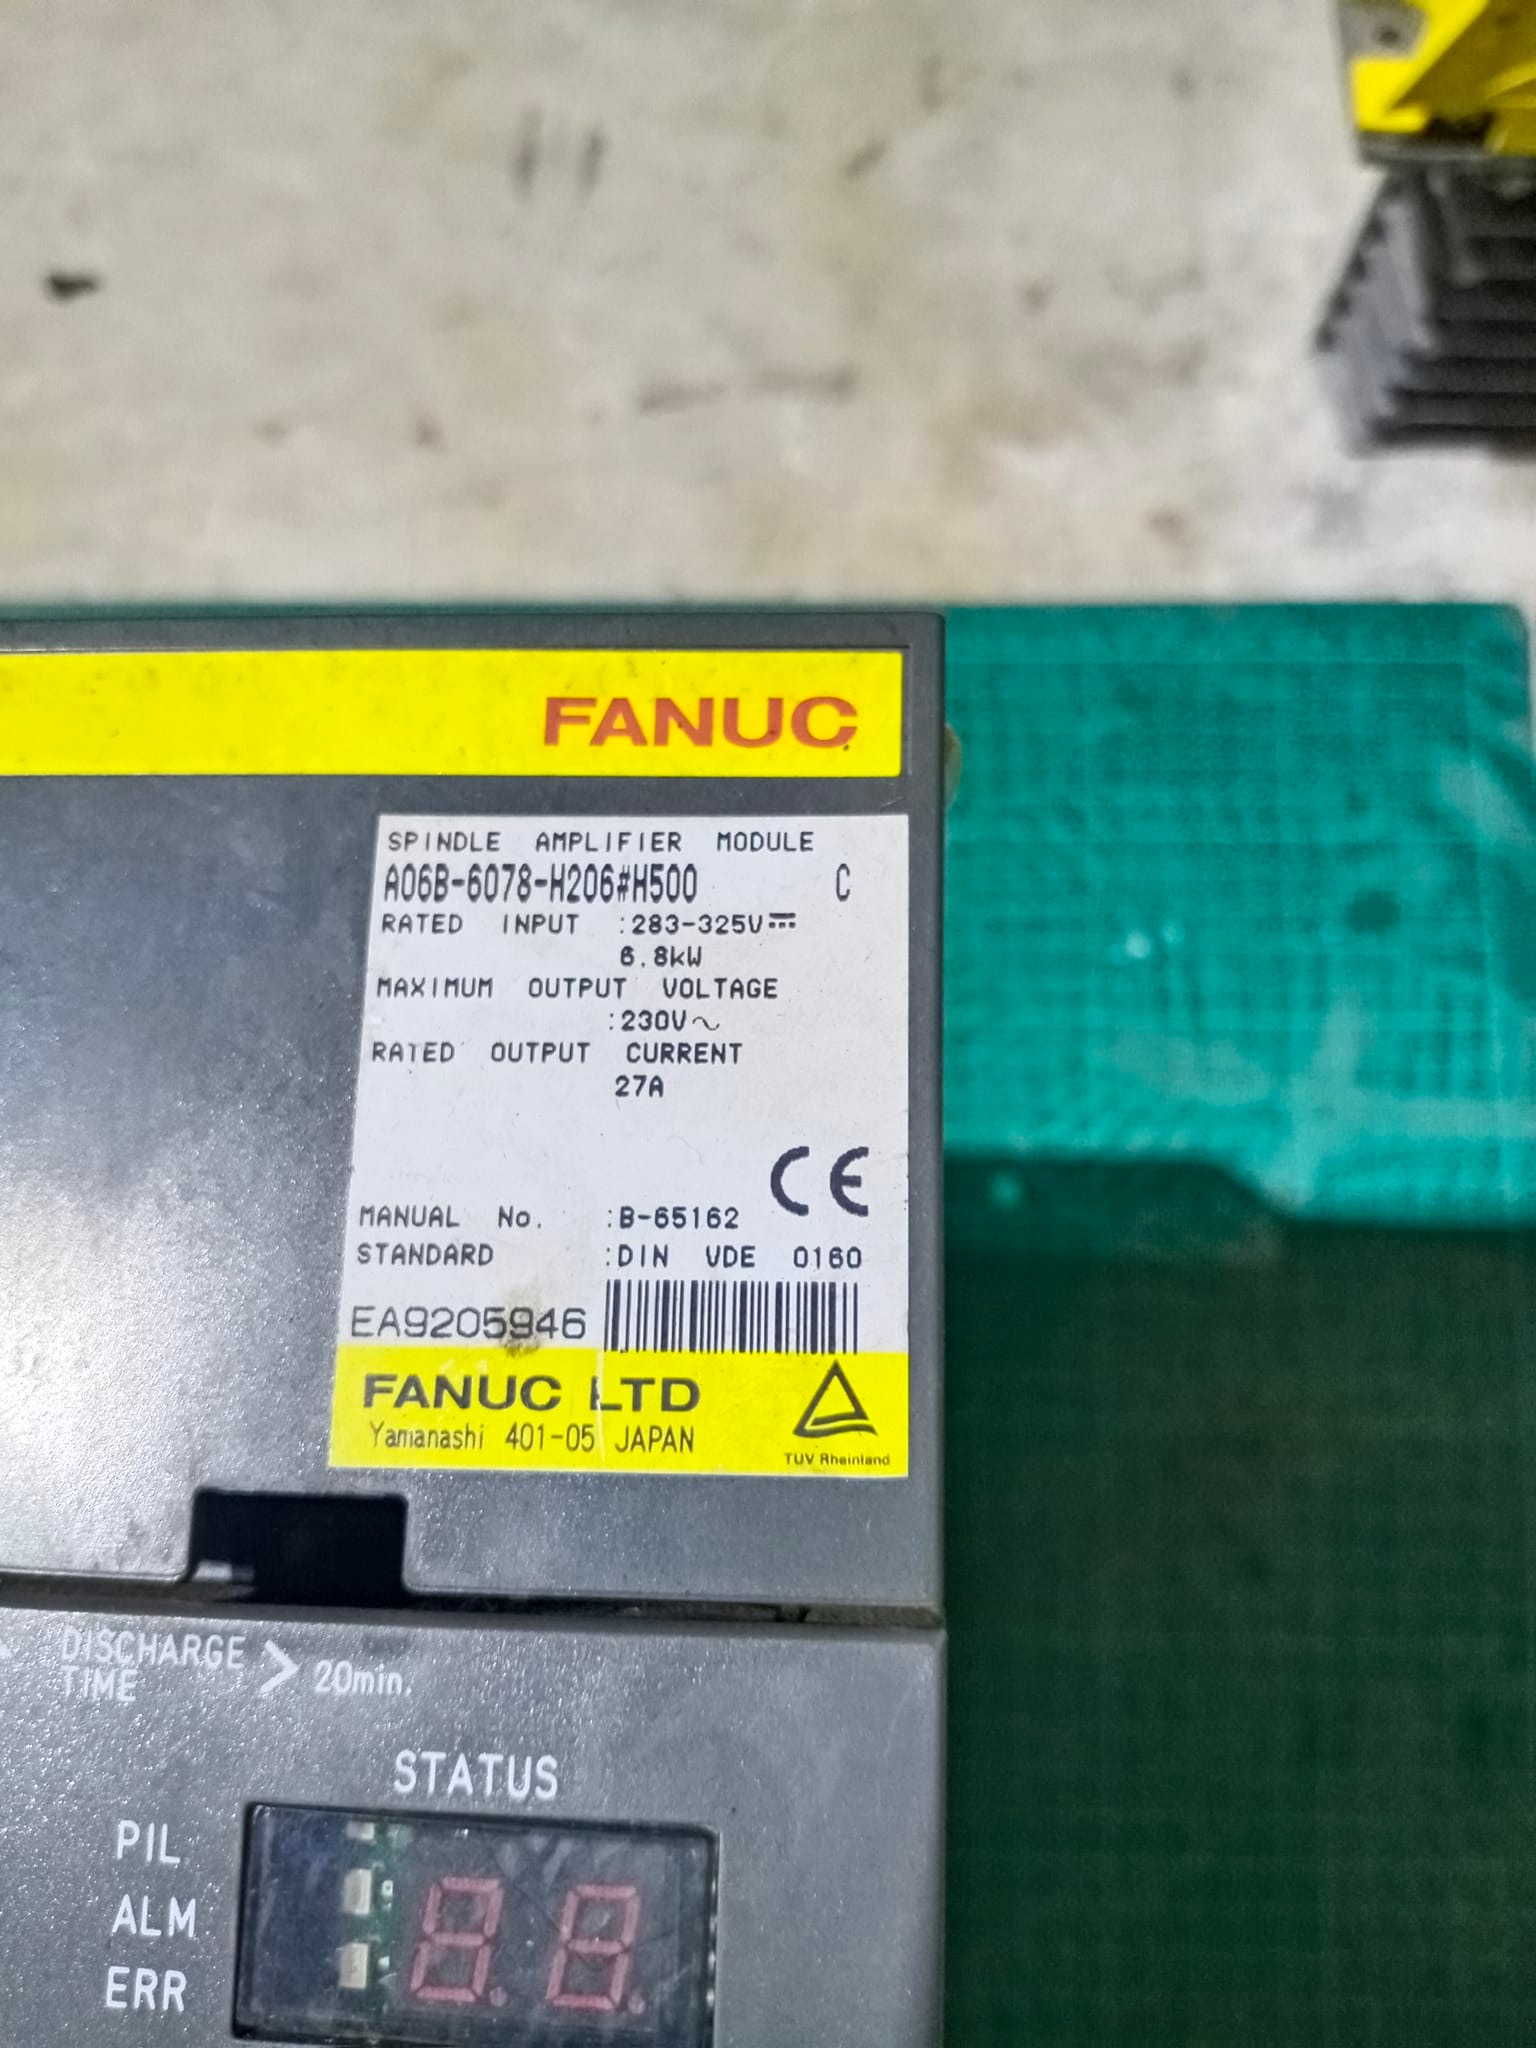 FANUC
SPINDLE AMPLIFIER MODULE
A06B-6078-H206#H500 C
RATED INPUT :283-325V⎓
6.8kW
MAXIMUM OUTPUT VOLTAGE
:230V~
RATED OUTPUT CURRENT
27A
CE
MANUAL No. :B-65162
STANDARD :DIN VDE 0160
EA9205946
FANUC LTD
Yamanashi 401-05 JAPAN
TUV Rheinland
DISCHARGE TIME > 20min.
STATUS
PIL
ALM
ERR